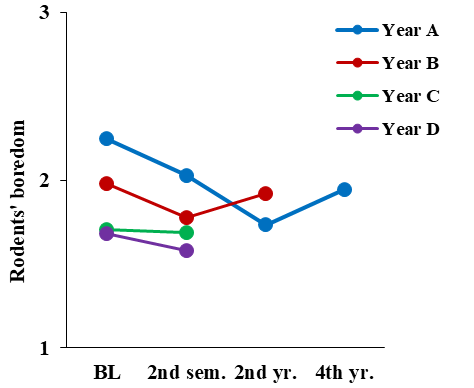 3
2
1
Rodents' boredom
BL 2nd sem. 2nd yr. 4th yr.
Year A
Year B
Year C
Year D